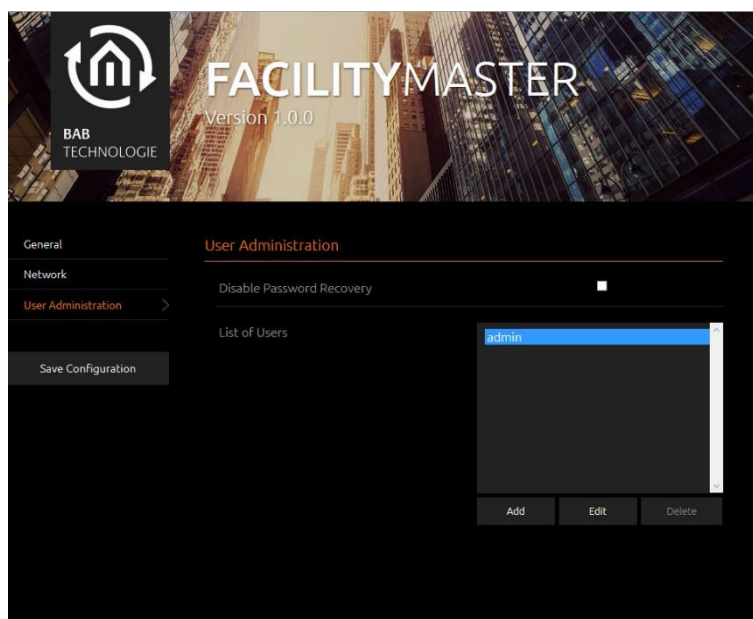 BAB
TECHNOLOGIE
FACILITYMASTER
Version 1.0.0
General
Network
User Administration
Save Configuration
User Administration
Disable Password Recovery
List of Users
admin
Add Edit Delete